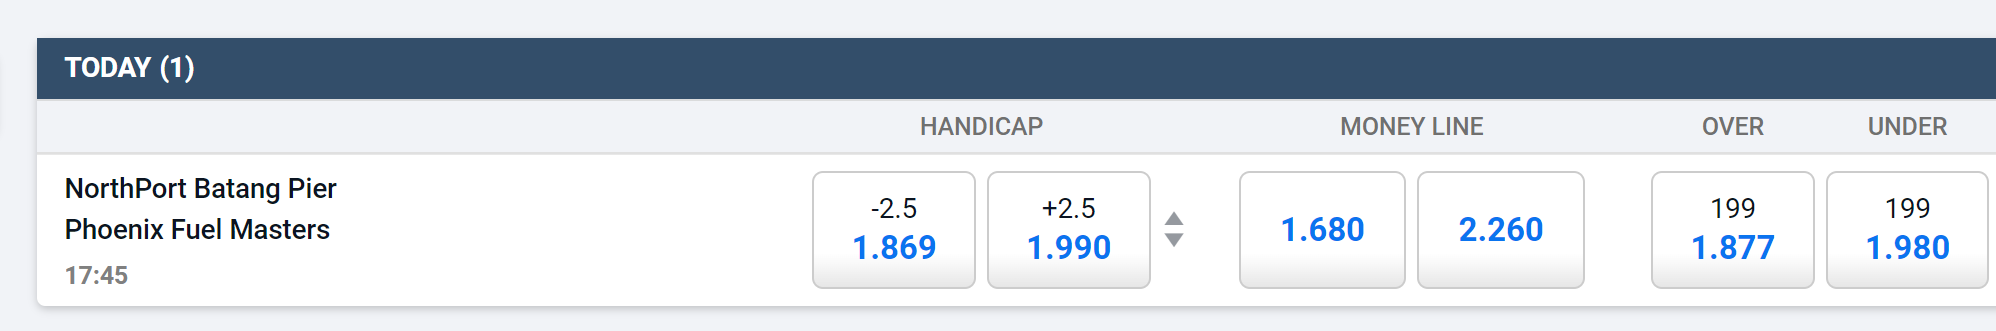 TODAY (1)
HANDICAP MONEY LINE OVER UNDER
NorthPort Batang Pier
Phoenix Fuel Masters
17:45
-2.5 +2.5 199 199
1.869 1.990 1.680 2.260 1.877 1.980